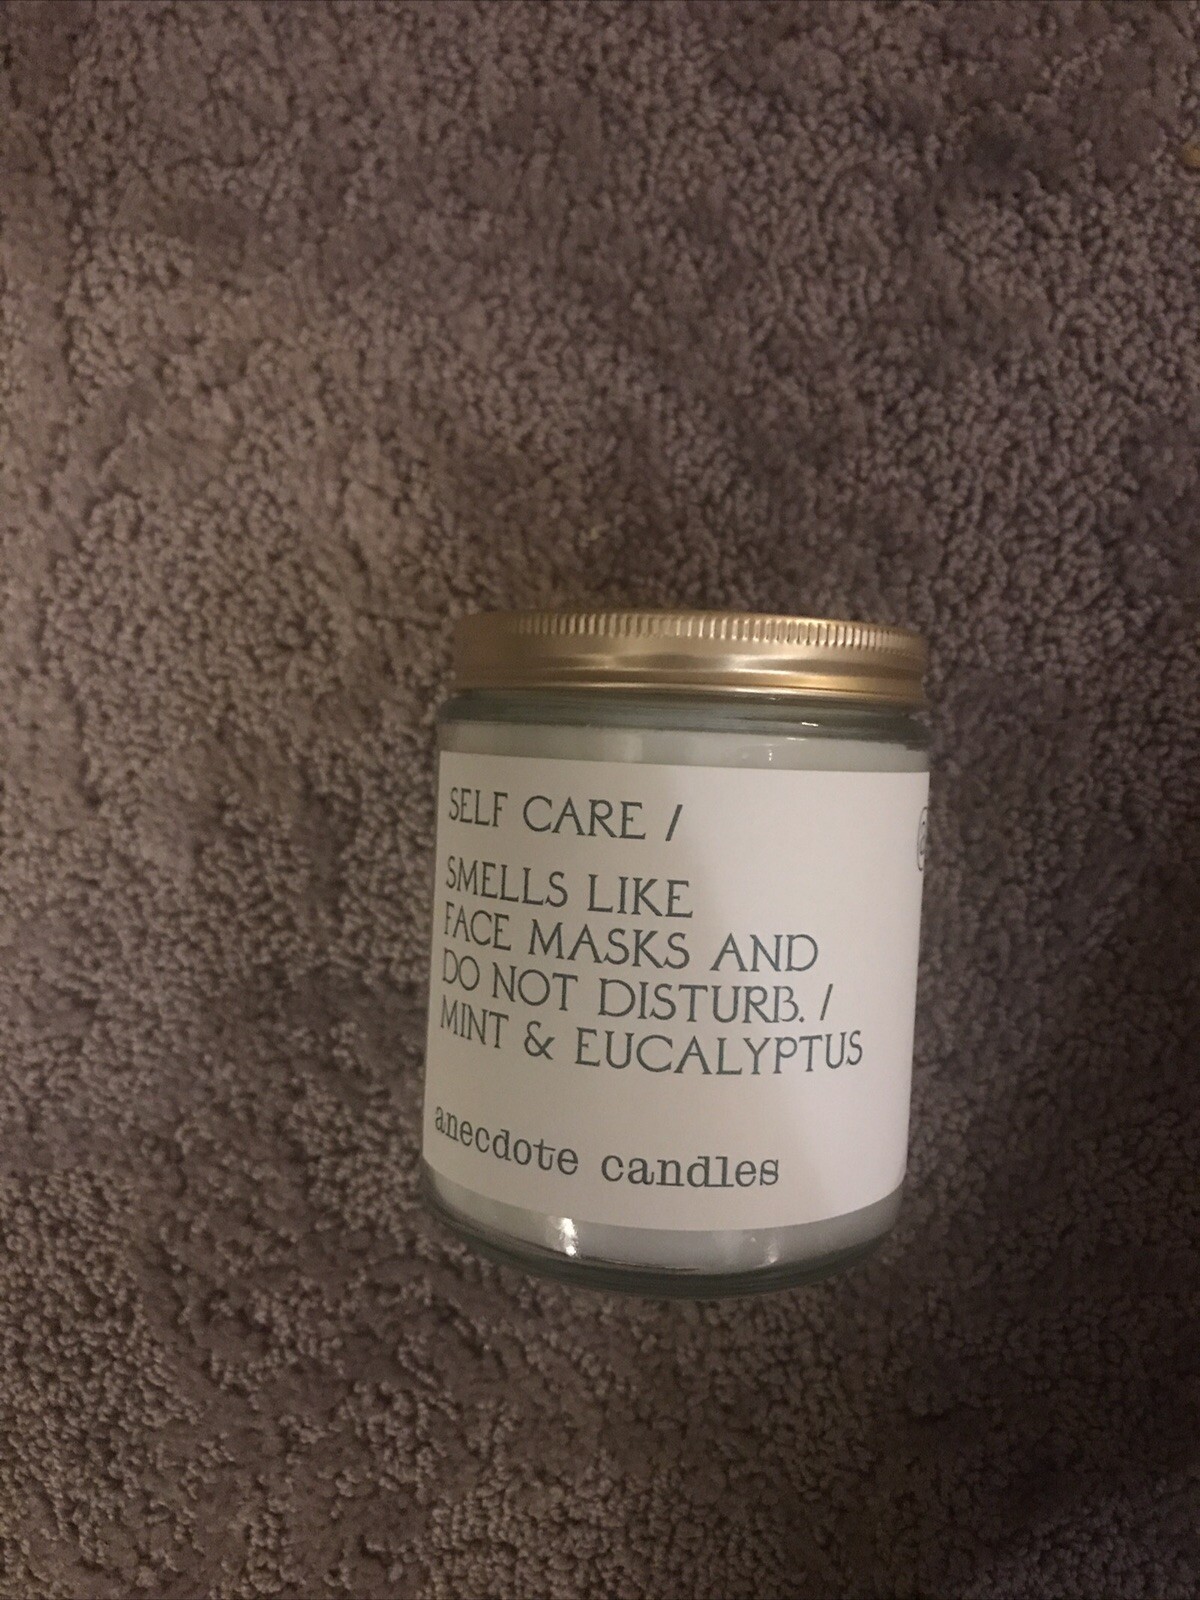 SELF CARE /
SMELLS LIKE
FACE MASKS AND
DO NOT DISTURB. /
MINT & EUCALYPTUS
anecdote candles